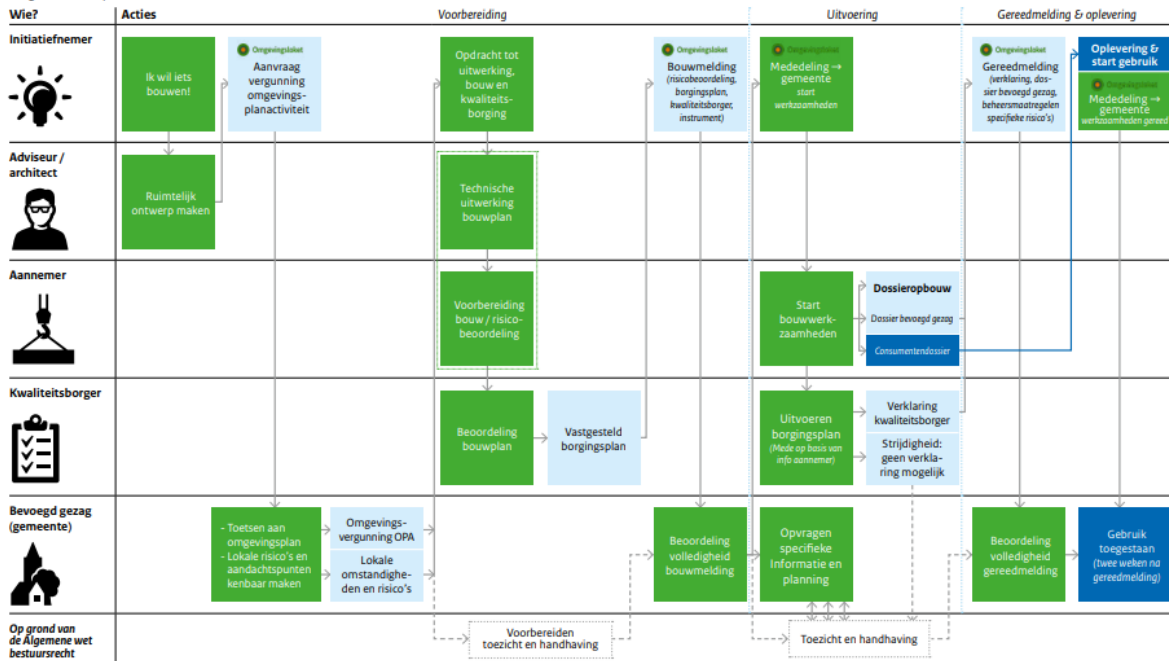 Wie?
Acties
Voorbereiding
Uitvoering
Gereedmelding & oplevering
Initiatiefnemer
Ik wil iets
bouwen!
Omgevingsloket
Aanvraag
vergunning
omgevings-
planactiviteit
Opdracht tot
uitwerking,
bouw en
kwaliteits-
borging
Omgevingsloket
Bouwmelding
(risicobeoordeling,
borgingsplan,
kwaliteitsborger,
instrument)
Omgevingsloket
Mededeling →
gemeente
start
werkzaamheden
Omgevingsloket
Gereedmelding
(verklaring, dos-
sier bevoegd gezag,
beheersmaatregelen
specifieke risico's)
Oplevering &
start gebruik
Omgevingsloket
Mededeling →
gemeente
werkzaamheden gereed
Adviseur /
architect
Ruimtelijk
ontwerp maken
Technische
uitwerking
bouwplan
Aannemer
Voorbereiding
bouw / risico-
beoordeling
Start
bouwwerk-
zaamheden
Dossieropbouw
Dossier bevoegd gezag
Consumentendossier
Kwaliteitsborger
Beoordeling
bouwplan
Vastgesteld
borgingsplan
Uitvoeren
borgingsplan
(Mede op basis van
info aannemer)
Verklaring
kwaliteitsborger
Strijdigheid:
geen verkla-
ring mogelijk
Bevoegd gezag
(gemeente)
- Toetsen aan
omgevingsplan
- Lokale risico's en
aandachtspunten
kenbaar maken
Omgevings-
vergunning OPA
Lokale
omstandighe-
den en risico's
Beoordeling
volledigheid
bouwmelding
Opvragen
specifieke
Informatie en
planning
Beoordeling
volledigheid
gereedmelding
Gebruik
toegestaan
(twee weken na
gereedmelding)
Op grond van
de Algemene wet
bestuursrecht
Voorbereiden
toezicht en handhaving
Toezicht en handhaving